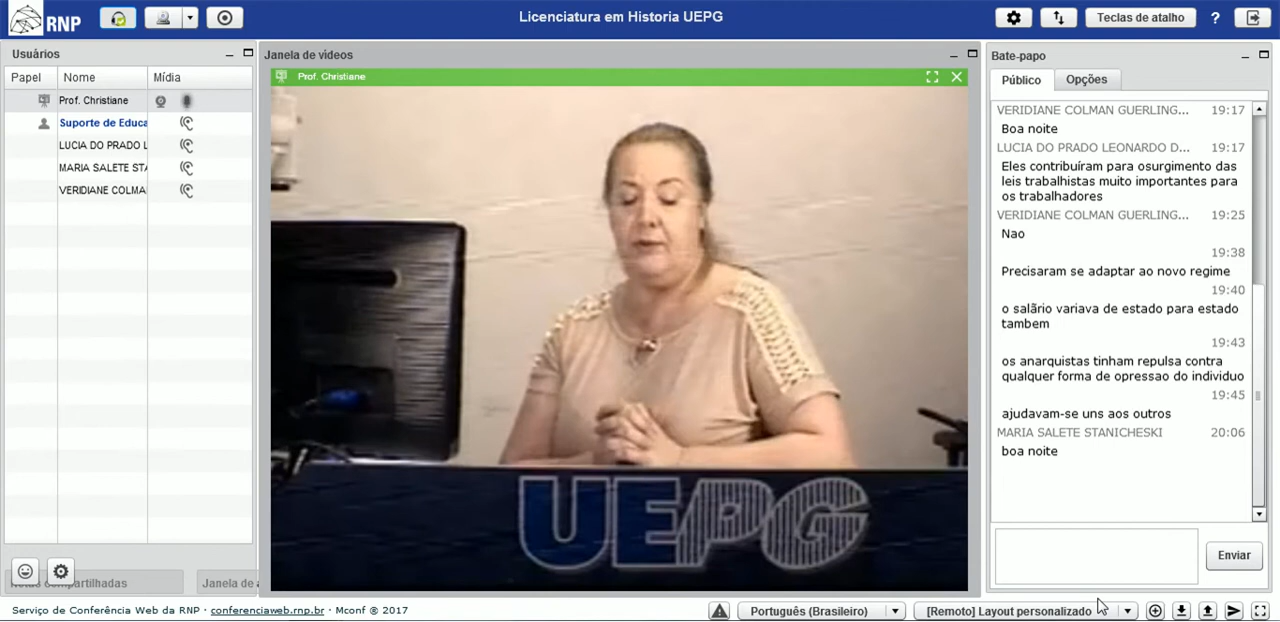 RNP
Licenciatura em Historia UEPG
Teclas de atalho
?
Usuários
Papel Nome Mídia
Prof. Christiane
Suporte de Educa
LUCIA DO PRADO L
MARIA SALETE STA
VERIDIANE COLMA
compartilhadas
Janela de a
Janela de videos
Prof. Christiane
UEPG
Bate-papo
Público Opções
VERIDIANE COLMAN GUERLING... 19:17
Boa noite
LUCIA DO PRADO LEONARDO D... 19:17
Eles contribuíram para osurgimento das
leis trabalhistas muito importantes para
os trabalhadores
VERIDIANE COLMAN GUERLING... 19:25
Nao
19:38
Precisaram se adaptar ao novo regime
19:40
o salãrio variava de estado para estado
tambem
19:43
os anarquistas tinham repulsa contra
qualquer forma de opressao do individuo
19:45
ajudavam-se uns aos outros
MARIA SALETE STANICHESKI 20:06
boa noite
Enviar
Serviço de Conferência Web da RNP · conferenciaweb.rnp.br · Mconf ® 2017
Português (Brasileiro)
[Remoto] Layout personalizado